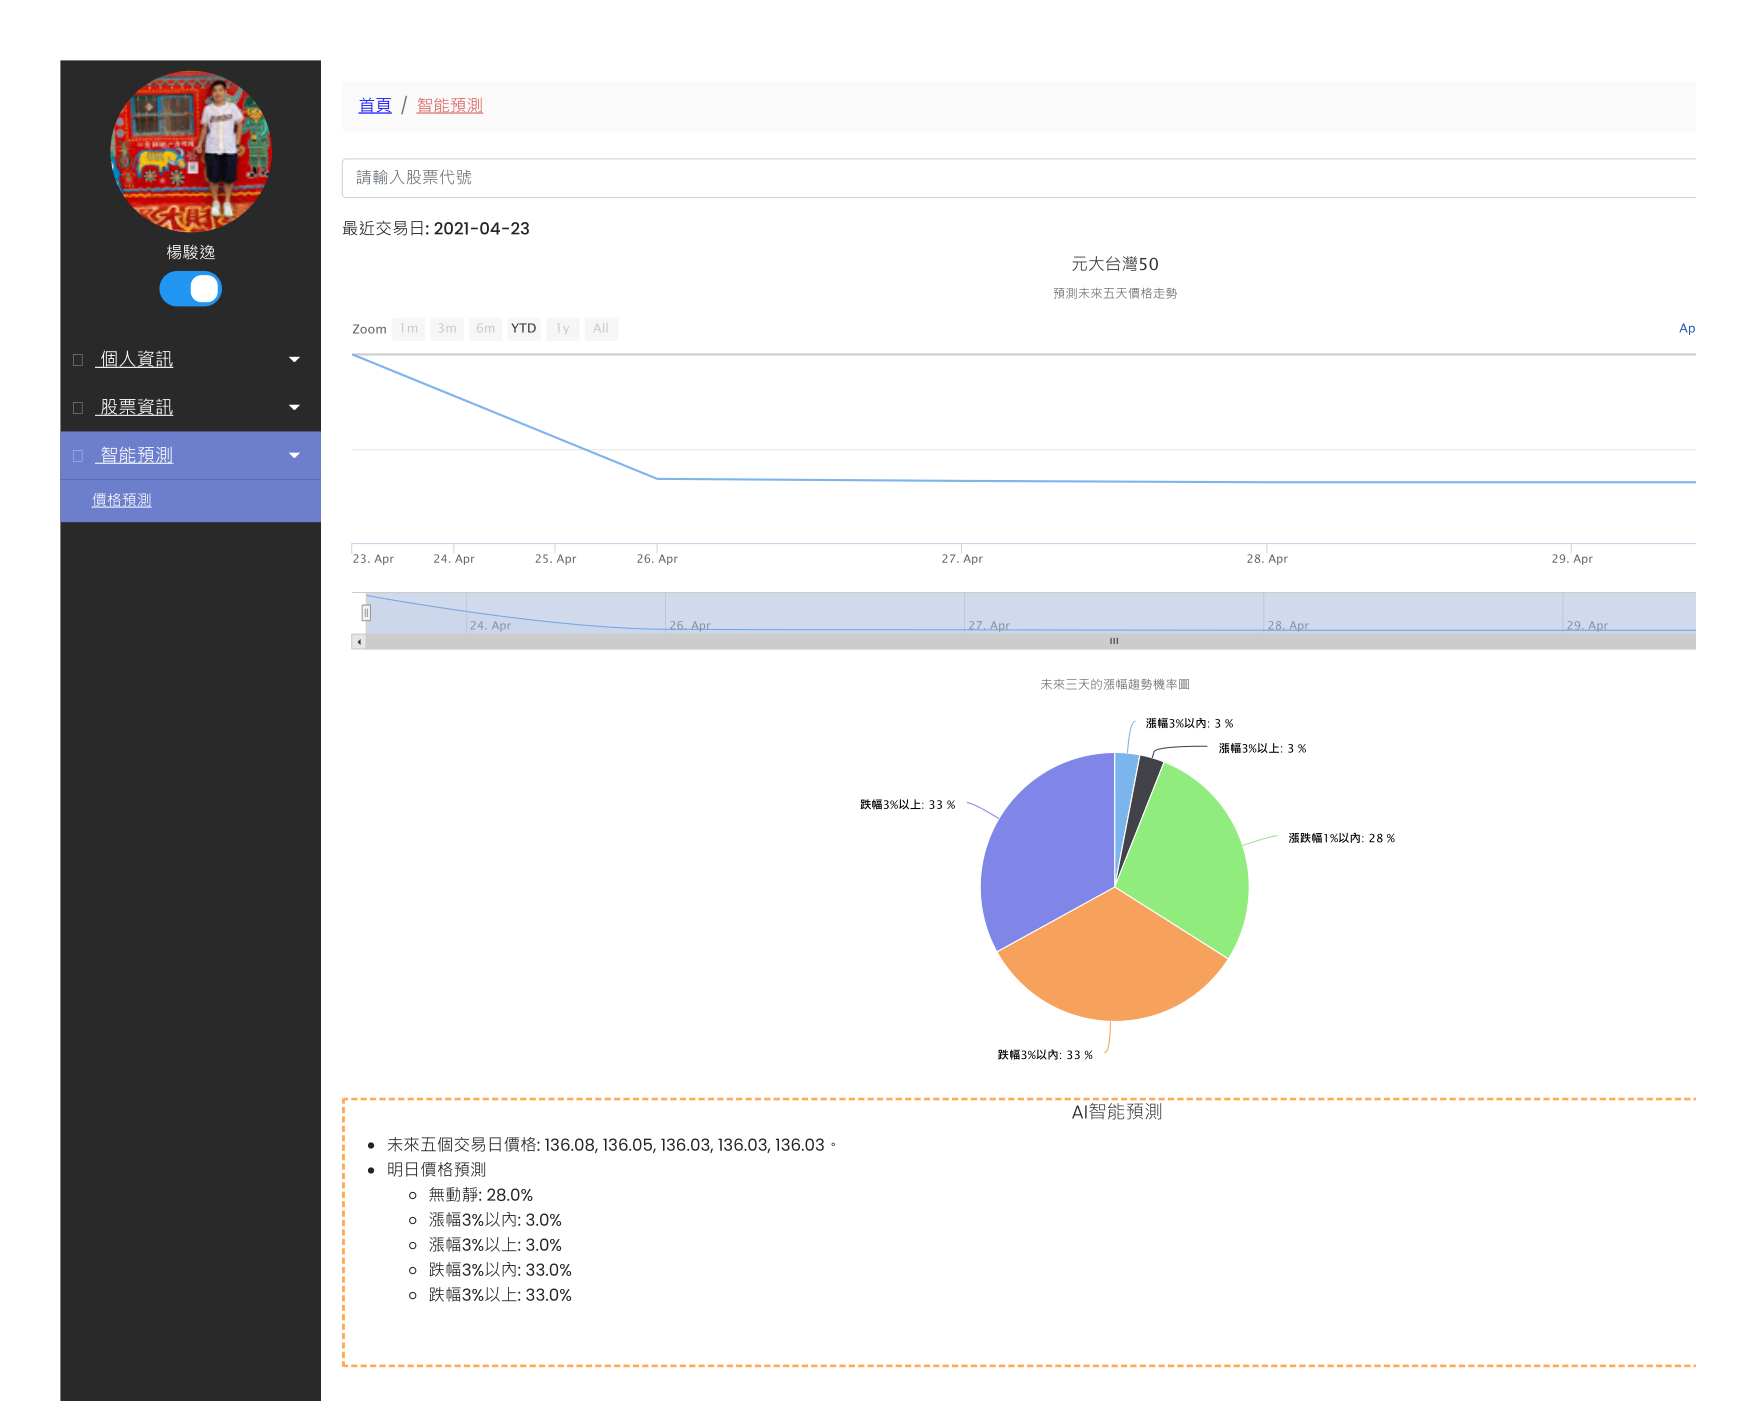 楊駿逸
個人資訊
股票資訊
智能預測
價格預測
首頁 / 智能預測
請輸入股票代號
最近交易日: 2021-04-23
元大台灣50
預測未來五天價格走勢
Zoom 1m 3m 6m YTD 1y All
Ap
23. Apr 24. Apr 25. Apr 26. Apr 27. Apr 28. Apr 29. Apr
24. Apr 26. Apr 27. Apr 28. Apr 29. Apr
未來三天的漲幅趨勢機率圖
漲幅3%以內: 3 %
漲幅3%以上: 3 %
跌幅3%以上: 33 %
漲跌幅1%以內: 28 %
跌幅3%以內: 33 %
AI智能預測
未來五個交易日價格: 136.08, 136.05, 136.03, 136.03, 136.03。
明日價格預測
無動靜: 28.0%
漲幅3%以內: 3.0%
漲幅3%以上: 3.0%
跌幅3%以內: 33.0%
跌幅3%以上: 33.0%